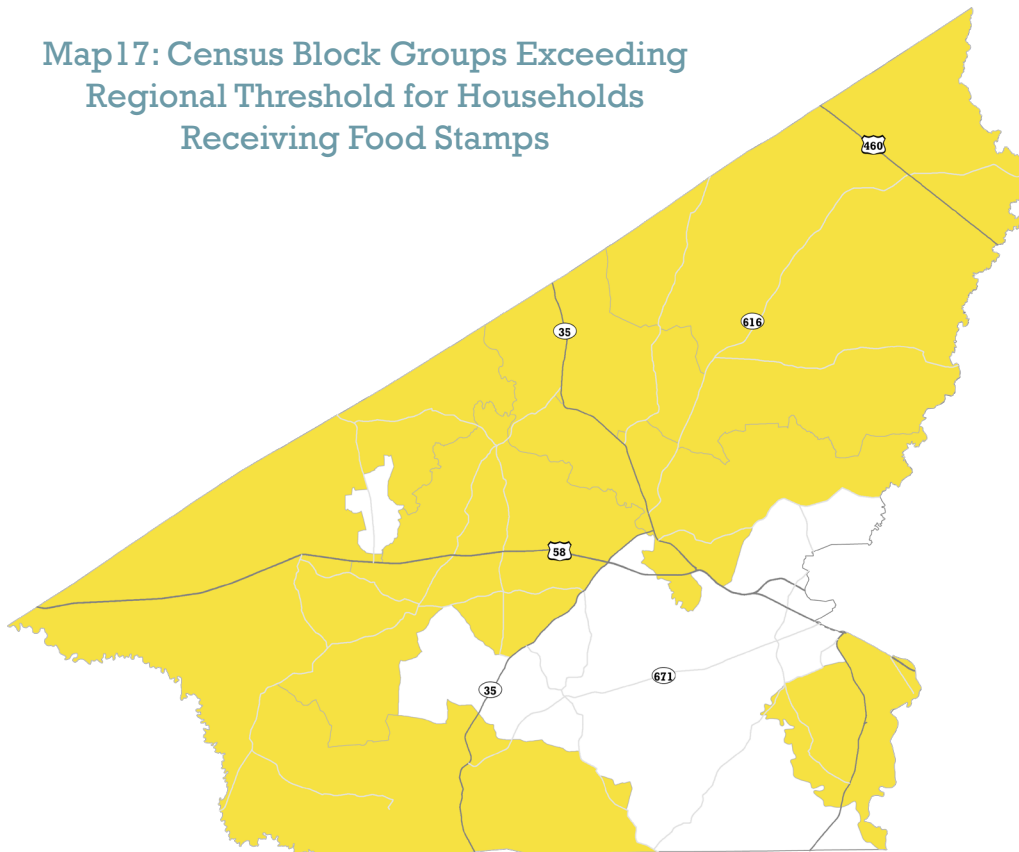 Map17: Census Block Groups Exceeding
Regional Threshold for Households
Receiving Food Stamps
460
616
35
58
671
35